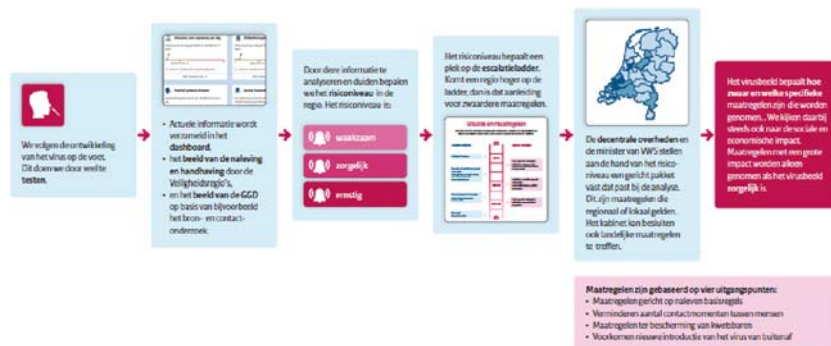 We volgen de ontwikkeling
van het virus op de voet.
Dit doen we door veel te
testen.
• Actuele informatie wordt
verzameld in het
dashboard,
• het beeld van de naleving
en handhaving door de
Veiligheidsregio's,
• en het beeld van de GGD
op basis van bijvoorbeeld
het bron- en contact-
onderzoek.
Door deze informatie te
analyseren en duiden bepalen
we het risiconiveau in de
regio. Het risiconiveau is:
waakzaam
zorgelijk
ernstig
Het risiconiveau bepaalt een
plek op de escalatieladder.
Komt een regio hoger op de
ladder, dan is dat aanleiding
voor zwaardere maatregelen.
De decentrale overheden en
de minister van VWS stellen
aan de hand van het risico-
niveau een gericht pakket
vast dat past bij de analyse.
Dit zijn maatregelen die
regionaal of lokaal gelden.
Het kabinet kan besluiten
ook landelijke maatregelen
te treffen.
Het virusbeeld bepaalt hoe
zwaar en welke specifieke
maatregelen zijn die worden
genomen... We kijken daarbij
steeds ook naar de sociale en
economische impact.
Maatregelen met een grote
impact worden alleen
genomen als het virusbeeld
zorgelijk is.
Maatregelen zijn gebaseerd op vier uitgangspunten:
• Maatregelen gericht op naleven basisregels
• Verminderen aantal contactmomenten tussen mensen
• Maatregelen ter bescherming van kwetsbaren
• Voorkomen nieuwe introductie van het virus van buitenaf